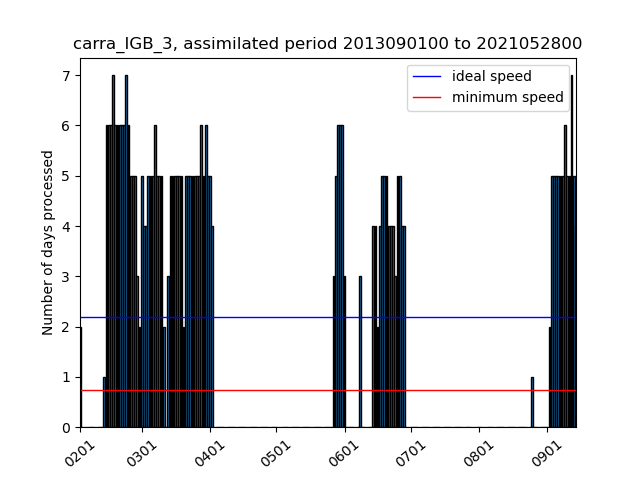 carra_IGB_3, assimilated period 2013090100 to 2021052800
ideal speed
minimum speed
Number of days processed
7
6
5
4
3
2
1
0
0201 0301 0401 0501 0601 0701 0801 0901